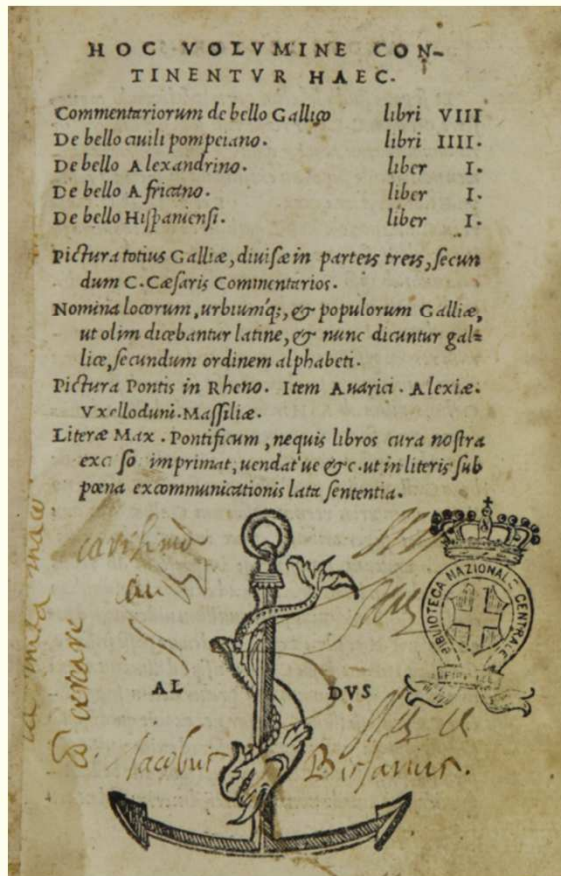 HOC VOLVMINE CON-
TINENTVR HAEC.
Commentariorum de bello Gallico libri VIII
De bello ciuili pompeiano. libri IIII.
De bello Alexandrino. liber I.
De bello Africano. liber I.
De bello Hispaniensi. liber I.
Pictura totius Galliæ, diuisæ in parteis treis, secun
dum C. Cæsaris Commentarios.
Nomina locorum, urbiumq;, & populorum Galliæ,
ut olim dicebantur latine, & nunc dicuntur gal-
lice, secundum ordinem alphabeti.
Pictura Pontis in Rheno. Item Auarici. Alexiæ.
Vxelloduni. Massiliæ.
Literæ Max. Pontificum, nequis libros cura nostra
imprimat, uendat'ue &c. ut in literis sub
pœna excommunicationis latæ sententia.
BIBLIOTECA NAZIONALE CENTRALE
AL DVS
Jacobus